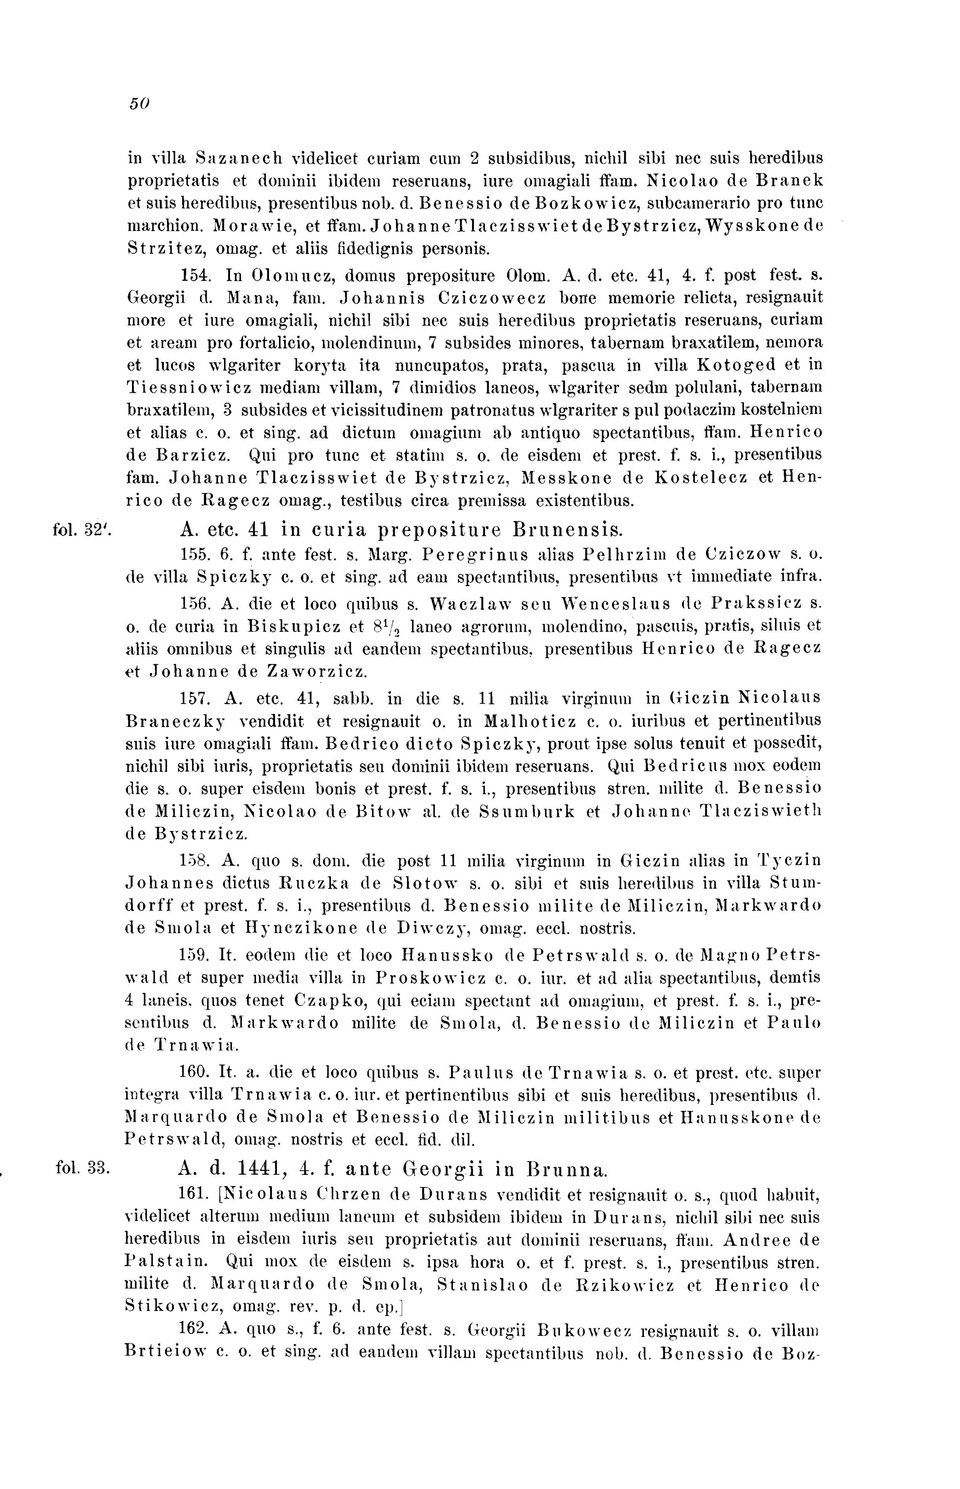 50
in villa Sazanech videlicet curiam cum 2 subsidibus, nichil sibi nec suis heredibus
proprietatis et dominii ibidem reseruans, iure omagiali ffam. Nicolao de Branek
et suis heredibus, presentibus nob. d. Benessio de Bozkowicz, subcamerario pro tunc
marchion. Morawie, et ffam. Johanne Tlaczisswiet de Bystrzicz, Wysskone de
Strzitez, omag. et aliis fidedignis personis.
154. In Olomucz, domus prepositure Olom. A. d. etc. 41, 4. f. post fest. s.
Georgii d. Mana, fam. Johannis Cziczowecz bone memorie relicta, resignauit
more et iure omagiali, nichil sibi nec suis heredibus proprietatis reseruans, curiam
et aream pro fortalicio, molendinum, 7 subsides minores, tabernam braxatilem, nemora
et lucos wlgariter koryta ita nuncupatos, prata, pascua in villa Kotoged et in
Tiessniowicz mediam villam, 7 dimidios laneos, wlgariter sedm polulani, tabernam
braxatilem, 3 subsides et vicissitudinem patronatus wlgrariter s pul podaczim kostelniem
et alias c. o. et sing. ad dictum omagium ab antiquo spectantibus, ffam. Henrico
de Barzicz. Qui pro tunc et statim s. o. de eisdem et prest. f. s. i., presentibus
fam. Johanne Tlaczisswiet de Bystrzicz, Messkone de Kostelecz et Hen-
rico de Ragecz omag., testibus circa premissa existentibus.
fol. 32'. A. etc. 41 in curia prepositure Brunensis.
155. 6. f. ante fest. s. Marg. Peregrinus alias Pelhrzim de Cziczow s. o.
de villa Spiczky c. o. et sing. ad eam spectantibus, presentibus vt immediate infra.
156. A. die et loco quibus s. Waczlaw seu Wenceslaus de Prakssicz s.
o. de curia in Biskupicz et 8 1/2 laneo agrorum, molendino, pascuis, pratis, siluis et
aliis omnibus et singulis ad eandem spectantibus, presentibus Henrico de Ragecz
et Johanne de Zaworzicz.
157. A. etc. 41, sabb. in die s. 11 milia virginum in Giczin Nicolaus
Braneczky vendidit et resignauit o. in Malhoticz c. o. iuribus et pertinentibus
suis iure omagiali ffam. Bedrico dicto Spiczky, prout ipse solus tenuit et possedit,
nichil sibi iuris, proprietatis seu dominii ibidem reseruans. Qui Bedricus mox eodem
die s. o. super eisdem bonis et prest. f. s. i., presentibus stren. milite d. Benessio
de Miliczin, Nicolao de Bitow al. de Ssumburk et Johanne Tlacziswieth
de Bystrzicz.
158. A. quo s. dom. die post 11 milia virginum in Giczin alias in Tyczin
Johannes dictus Ruczka de Slotow s. o. sibi et suis heredibus in villa Stum-
dorff et prest. f. s. i., presentibus d. Benessio milite de Miliczin, Markwardo
de Smola et Hynczikone de Diwczy, omag. eccl. nostris.
159. It. eodem die et loco Hanussko de Petrswald s. o. de Magno Petrs-
wald et super media villa in Proskowicz c. o. iur. et ad alia spectantibus, demtis
4 laneis, quos tenet Czapko, qui eciam spectant ad omagium, et prest. f. s. i., pre-
sentibus d. Markwardo milite de Smola, d. Benessio de Miliczin et Paulo
de Trnawia.
160. It. a. die et loco quibus s. Paulus de Trnawia s. o. et prest. etc. super
integra villa Trnawia c. o. iur. et pertinentibus sibi et suis heredibus, presentibus d.
Marquardo de Smola et Benessio de Miliczin militibus et Hanusskone de
Petrswald, omag. nostris et eccl. fid. dil.
fol. 33. A. d. 1441, 4. f. ante Georgii in Brunna.
161. [Nicolaus Chrzen de Durans vendidit et resignauit o. s., quod habuit,
videlicet alterum medium laneum et subsidem ibidem in Durans, nichil sibi nec suis
heredibus in eisdem iuris seu proprietatis aut dominii reseruans, ffam. Andree de
Palstain. Qui mox de eisdem s. ipsa hora o. et f. prest. s. i., presentibus stren.
milite d. Marquardo de Smola, Stanislao de Rzikowicz et Henrico de
Stikowicz, omag. rev. p. d. ep.]
162. A. quo s., f. 6. ante fest. s. Georgii Bukowecz resignauit s. o. villam
Brtieiow c. o. et sing. ad eandem villam spectantibus nob. d. Benessio de Boz-